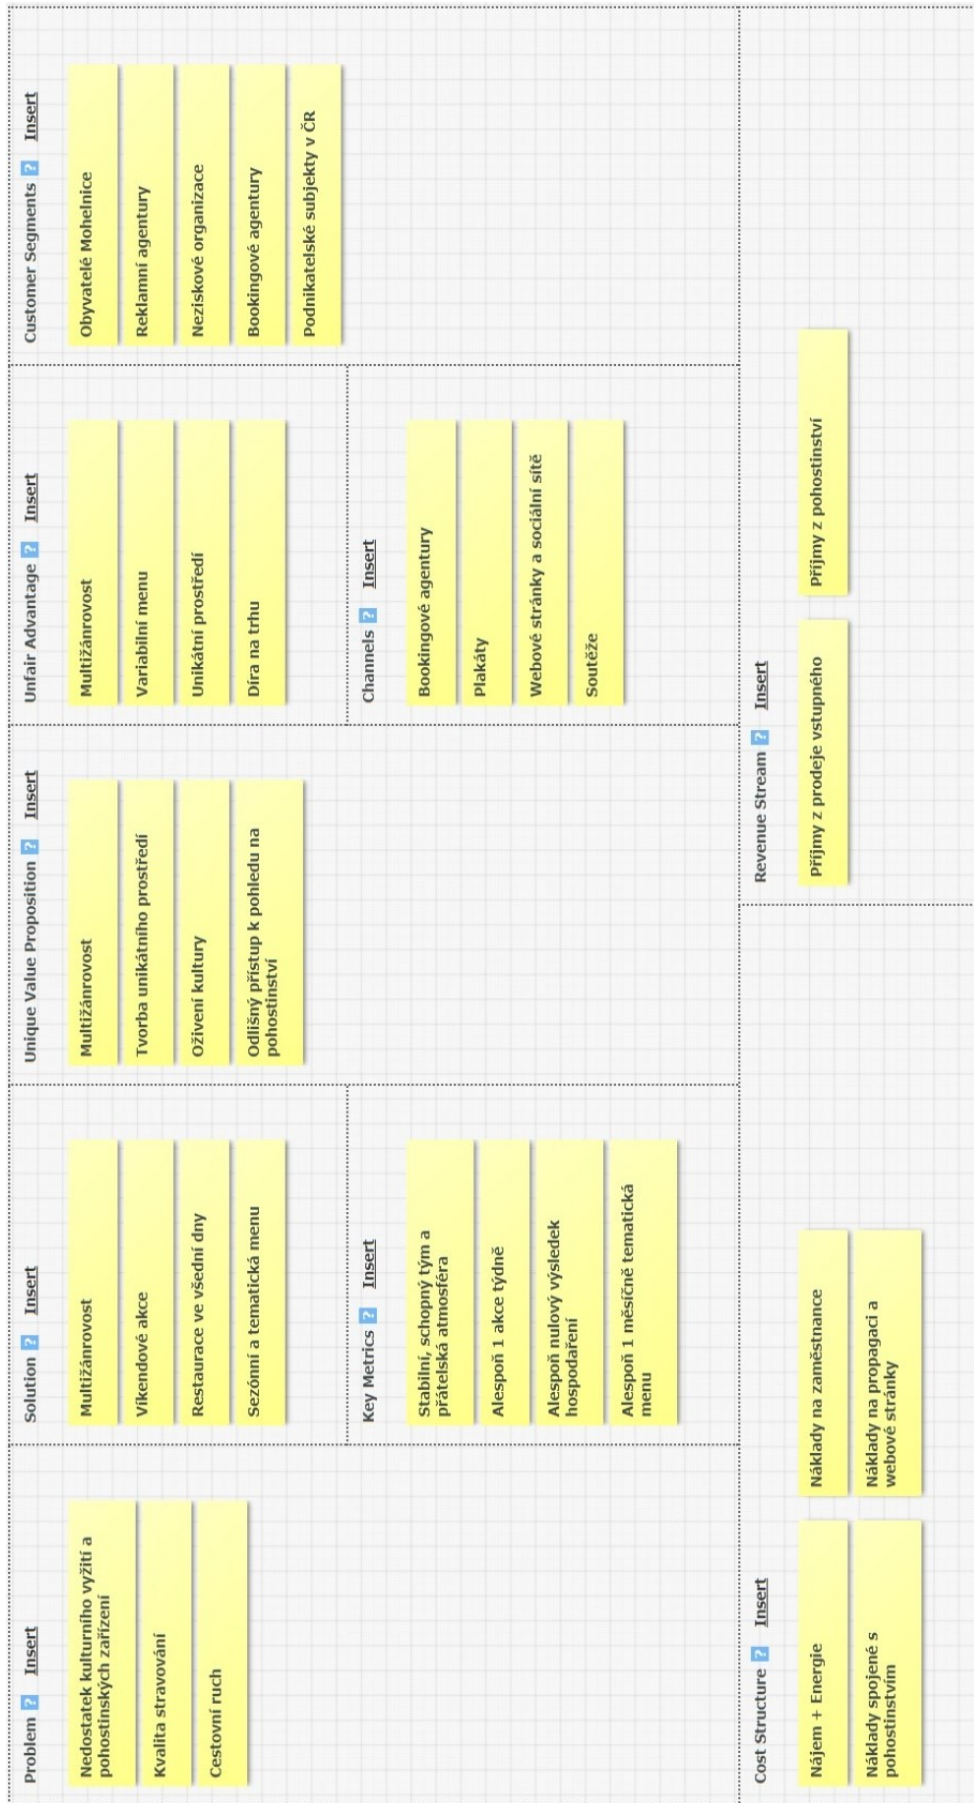 Problem ? Insert
Nedostatek kulturního vyžití a
pohostinských zařízení
Kvalita stravování
Cestovní ruch
Solution ? Insert
Multižánrovost
Víkendové akce
Restaurace ve všední dny
Sezónní a tematická menu
Key Metrics ? Insert
Stabilní, schopný tým a
přátelská atmosféra
Alespoň 1 akce týdně
Alespoň nulový výsledek
hospodaření
Alespoň 1 měsíčně tematická
menu
Unique Value Proposition ? Insert
Multižánrovost
Tvorba unikátního prostředí
Oživení kultury
Odlišný přístup k pohledu na
pohostinství
Unfair Advantage ? Insert
Multižánrovost
Variabilní menu
Unikátní prostředí
Díra na trhu
Channels ? Insert
Bookingové agentury
Plakáty
Webové stránky a sociální sítě
Soutěže
Customer Segments ? Insert
Obyvatelé Mohelnice
Reklamní agentury
Neziskové organizace
Bookingové agentury
Podnikatelské subjekty v ČR
Cost Structure ? Insert
Nájem + Energie
Náklady na zaměstnance
Náklady spojené s
pohostinstvím
Náklady na propagaci a
webové stránky
Revenue Stream ? Insert
Příjmy z prodeje vstupného
Příjmy z pohostinství